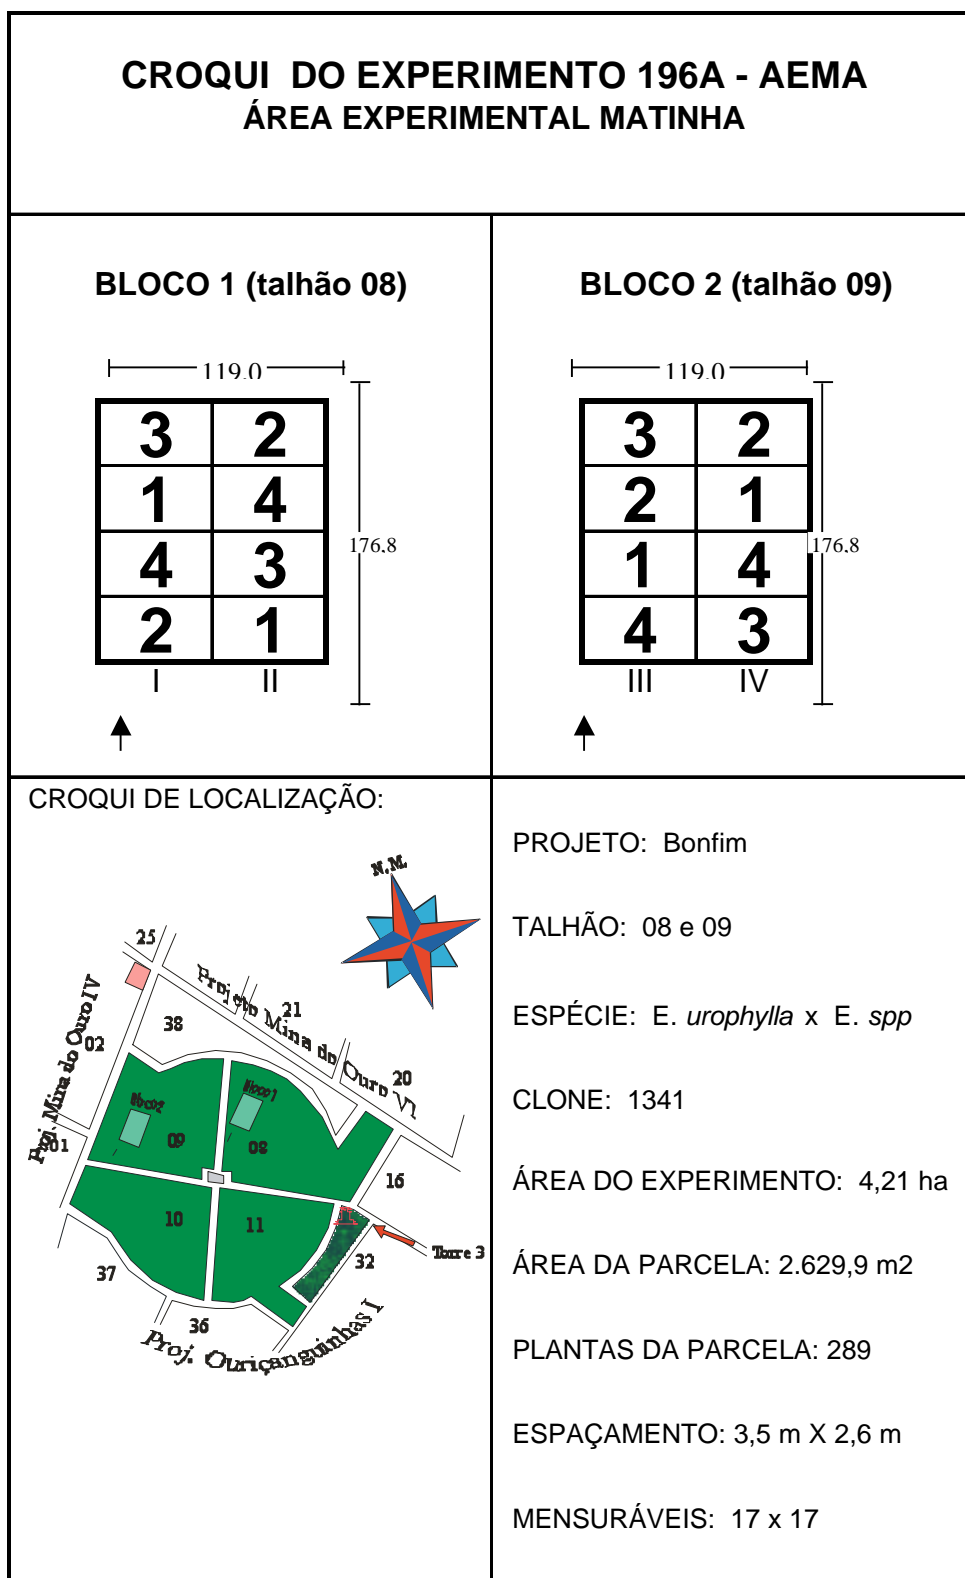 CROQUI DO EXPERIMENTO 196A - AEMA
ÁREA EXPERIMENTAL MATINHA
BLOCO 1 (talhão 08)
119.0
3 2
1 4
4 3
2 1
176.8
I II
BLOCO 2 (talhão 09)
119.0
3 2
2 1
1 4
4 3
176.8
III IV
CROQUI DE LOCALIZAÇÃO:
N.M.
25
Projeto Mina do Ouro VI
21
38
Proj. Mina do Ouro IV
02
20
Bloco2
Bloco1
01
09
08
16
10
11
Torre 3
37
32
36
Proj. Ouriçanguinhas I
PROJETO: Bonfim
TALHÃO: 08 e 09
ESPÉCIE: E. urophylla x E. spp
CLONE: 1341
ÁREA DO EXPERIMENTO: 4,21 ha
ÁREA DA PARCELA: 2.629,9 m2
PLANTAS DA PARCELA: 289
ESPAÇAMENTO: 3,5 m X 2,6 m
MENSURÁVEIS: 17 x 17